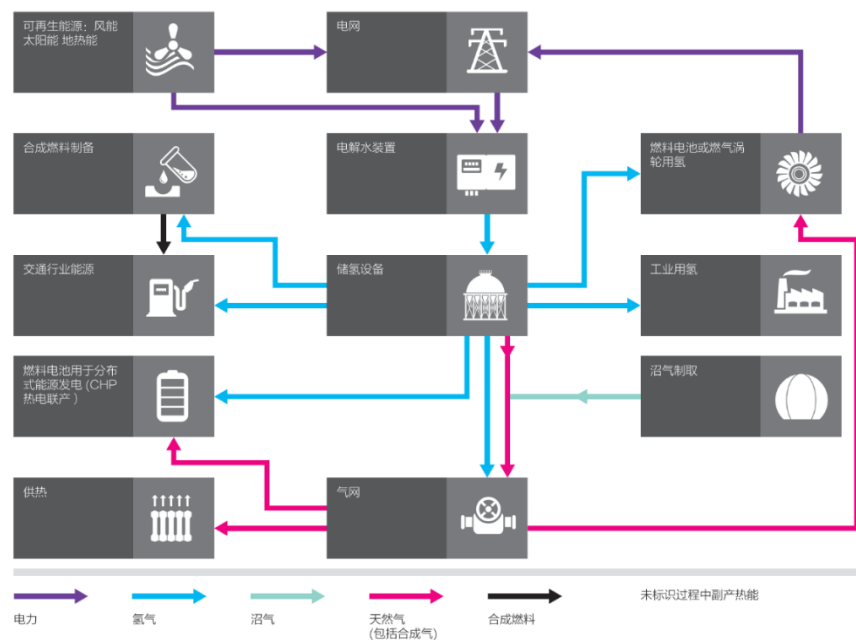 可再生能源：风能
太阳能 地热能
电网
合成燃料制备
电解水装置
燃料电池或燃气涡
轮用氢
交通行业能源
储氢设备
工业用氢
燃料电池用于分布
式能源发电 (CHP
热电联产 )
沼气制取
供热
气网
电力
氢气
沼气
天然气
(包括合成气)
合成燃料
未标识过程中副产热能